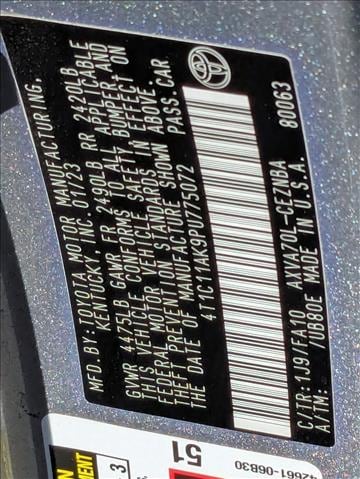 MFD. BY: TOYOTA MOTOR MANUFACTURING,
KENTUCKY INC. 01/23
GVWR 4475LB GAWR FR 2490LB RR 2420LB
THIS VEHICLE CONFORMS TO ALL APPLICABLE
FEDERAL MOTOR VEHICLE SAFETY, BUMPER, AND
THEFT PREVENTION STANDARDS IN EFFECT ON
THE DATE OF MANUFACTURE SHOWN ABOVE.
4T1C11AK9PU775072 PASS. CAR
C/TR:1J9/FA10 AXVA70L-CEZNBA
A/TM: /UB80E MADE IN U.S.A. 80063
42661-06B30
51